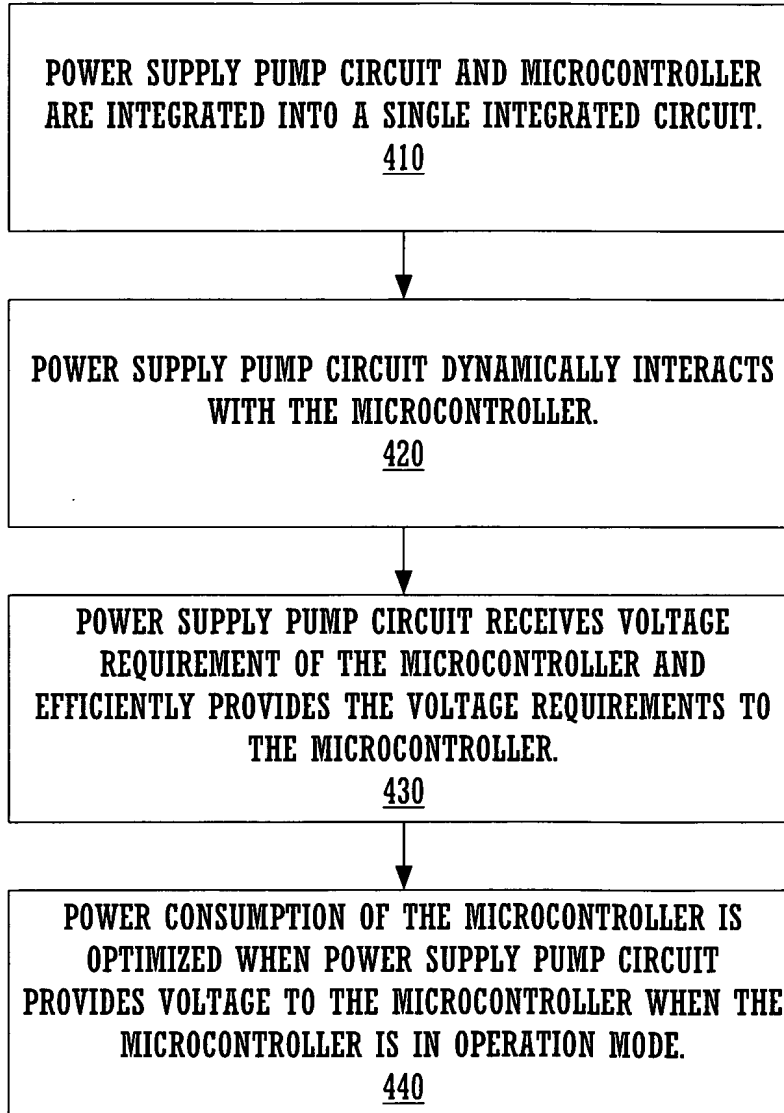 POWER SUPPLY PUMP CIRCUIT AND MICROCONTROLLER
ARE INTEGRATED INTO A SINGLE INTEGRATED CIRCUIT.
410
POWER SUPPLY PUMP CIRCUIT DYNAMICALLY INTERACTS
WITH THE MICROCONTROLLER.
420
POWER SUPPLY PUMP CIRCUIT RECEIVES VOLTAGE
REQUIREMENT OF THE MICROCONTROLLER AND
EFFICIENTLY PROVIDES THE VOLTAGE REQUIREMENTS TO
THE MICROCONTROLLER.
430
POWER CONSUMPTION OF THE MICROCONTROLLER IS
OPTIMIZED WHEN POWER SUPPLY PUMP CIRCUIT
PROVIDES VOLTAGE TO THE MICROCONTROLLER WHEN THE
MICROCONTROLLER IS IN OPERATION MODE.
440